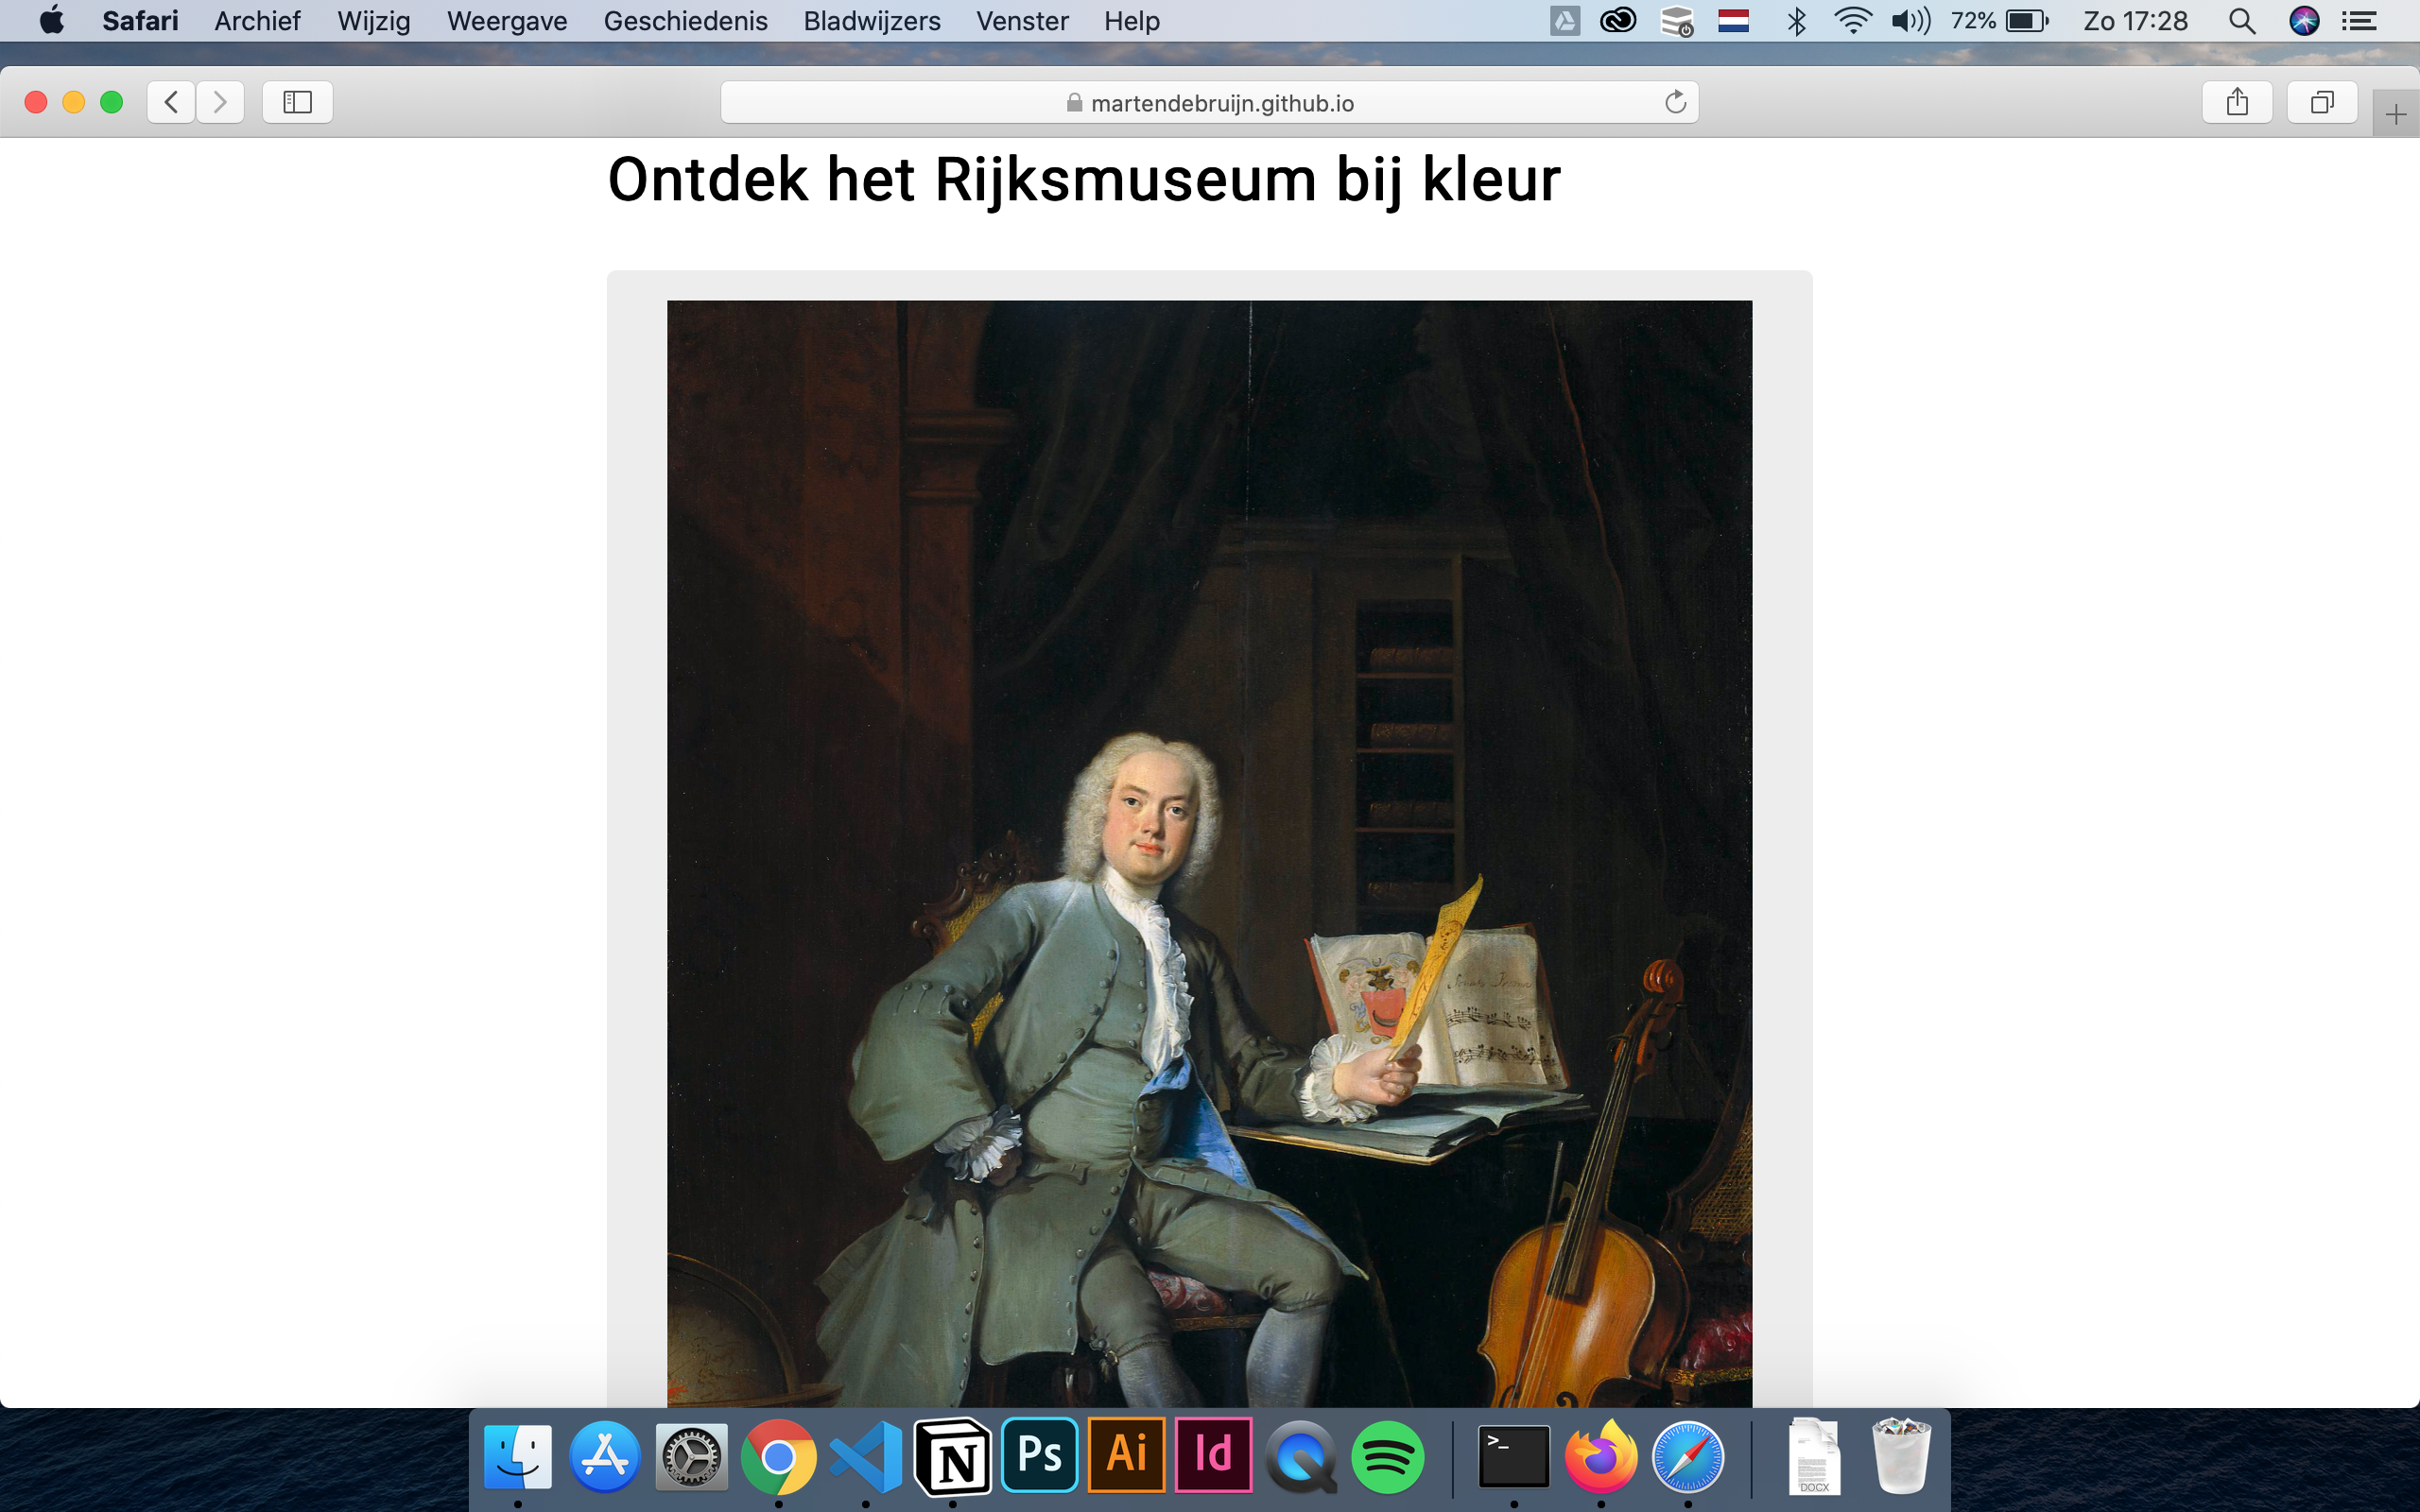 Safari Archief Wijzig Weergave Geschiedenis Bladwijzers Venster Help 72% Zo 17:28
martendebruijn.github.io
Ontdek het Rijksmuseum bij kleur
>_ N Ps Ai Id DOCX